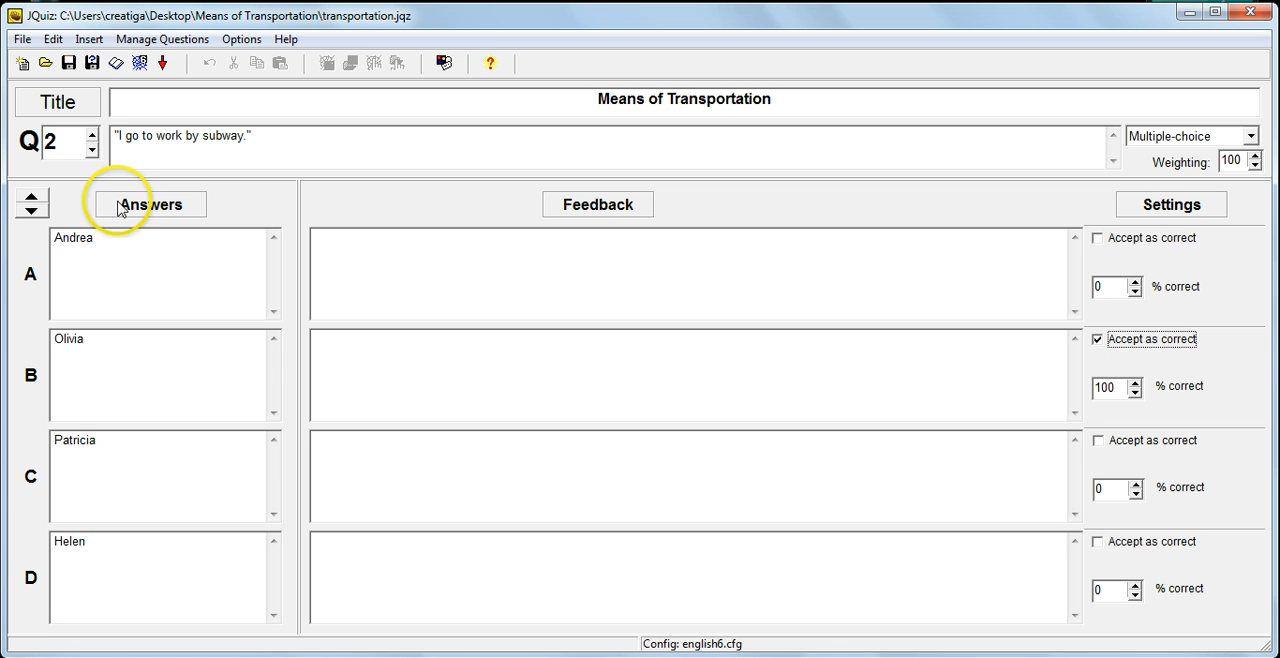 JQuiz: C:\Users\creatiga\Desktop\Means of Transportation\transportation.jqz
File Edit Insert Manage Questions Options Help
?
Title Means of Transportation
Q 2 "I go to work by subway." Multiple-choice
Weighting: 100
Answers Feedback Settings
A Andrea Accept as correct
0 % correct
B Olivia Accept as correct
100 % correct
C Patricia Accept as correct
0 % correct
D Helen Accept as correct
0 % correct
Config: english6.cfg